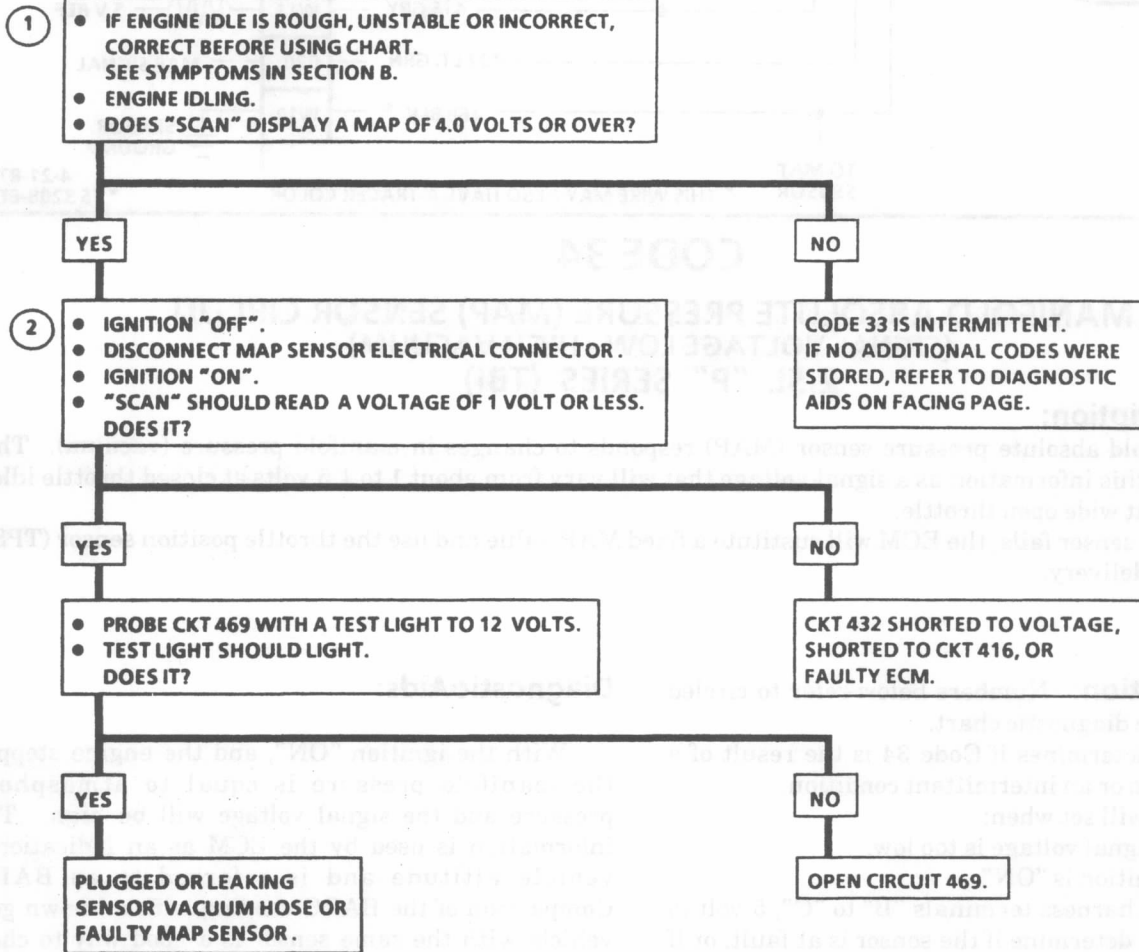 1
● IF ENGINE IDLE IS ROUGH, UNSTABLE OR INCORRECT,
CORRECT BEFORE USING CHART.
SEE SYMPTOMS IN SECTION B.
● ENGINE IDLING.
● DOES "SCAN" DISPLAY A MAP OF 4.0 VOLTS OR OVER?
YES
NO
2
● IGNITION "OFF".
● DISCONNECT MAP SENSOR ELECTRICAL CONNECTOR.
● IGNITION "ON".
● "SCAN" SHOULD READ A VOLTAGE OF 1 VOLT OR LESS.
DOES IT?
CODE 33 IS INTERMITTENT.
IF NO ADDITIONAL CODES WERE
STORED, REFER TO DIAGNOSTIC
AIDS ON FACING PAGE.
YES
NO
● PROBE CKT 469 WITH A TEST LIGHT TO 12 VOLTS.
● TEST LIGHT SHOULD LIGHT.
DOES IT?
CKT 432 SHORTED TO VOLTAGE,
SHORTED TO CKT 416, OR
FAULTY ECM.
YES
NO
PLUGGED OR LEAKING
SENSOR VACUUM HOSE OR
FAULTY MAP SENSOR.
OPEN CIRCUIT 469.